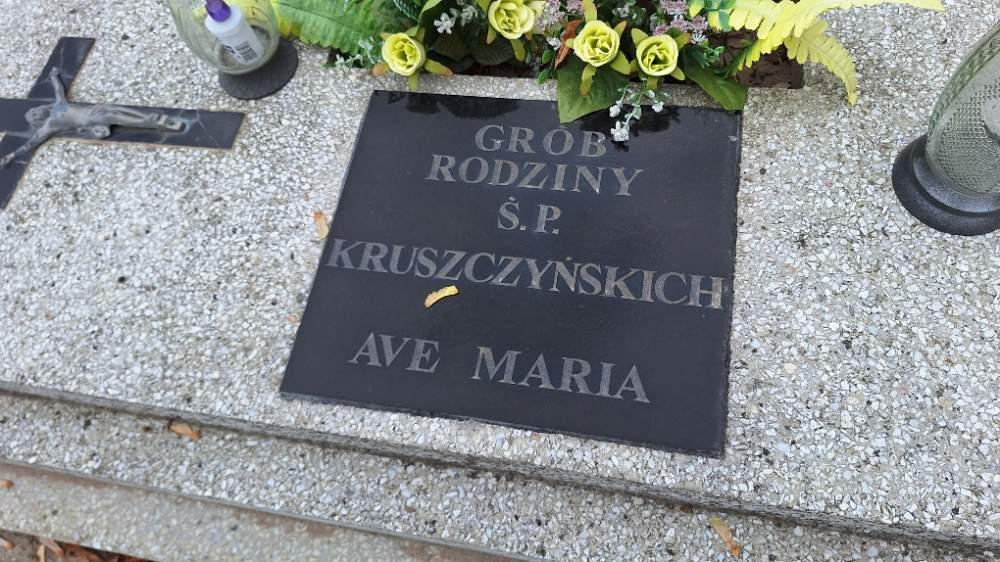 GRÓB
RODZINY
Ś.P.
KRUSZCZYŃSKICH
AVE MARIA